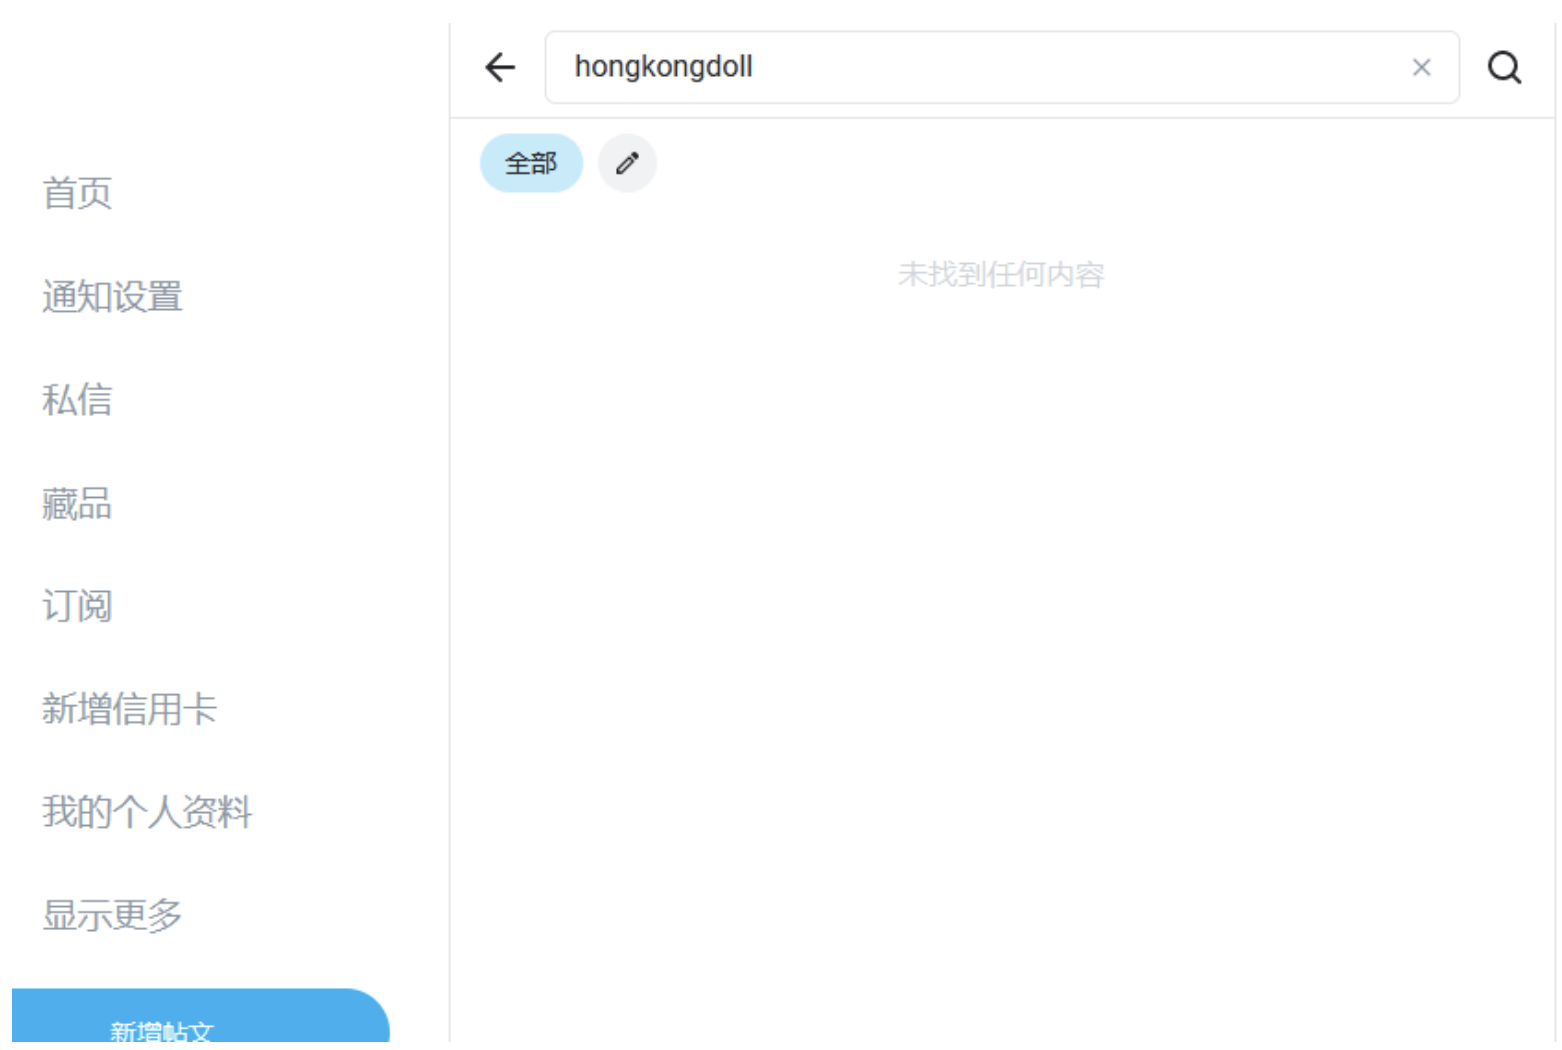 hongkongdoll
全部
未找到任何内容
首页
通知设置
私信
藏品
订阅
新增信用卡
我的个人资料
显示更多
新增帖文